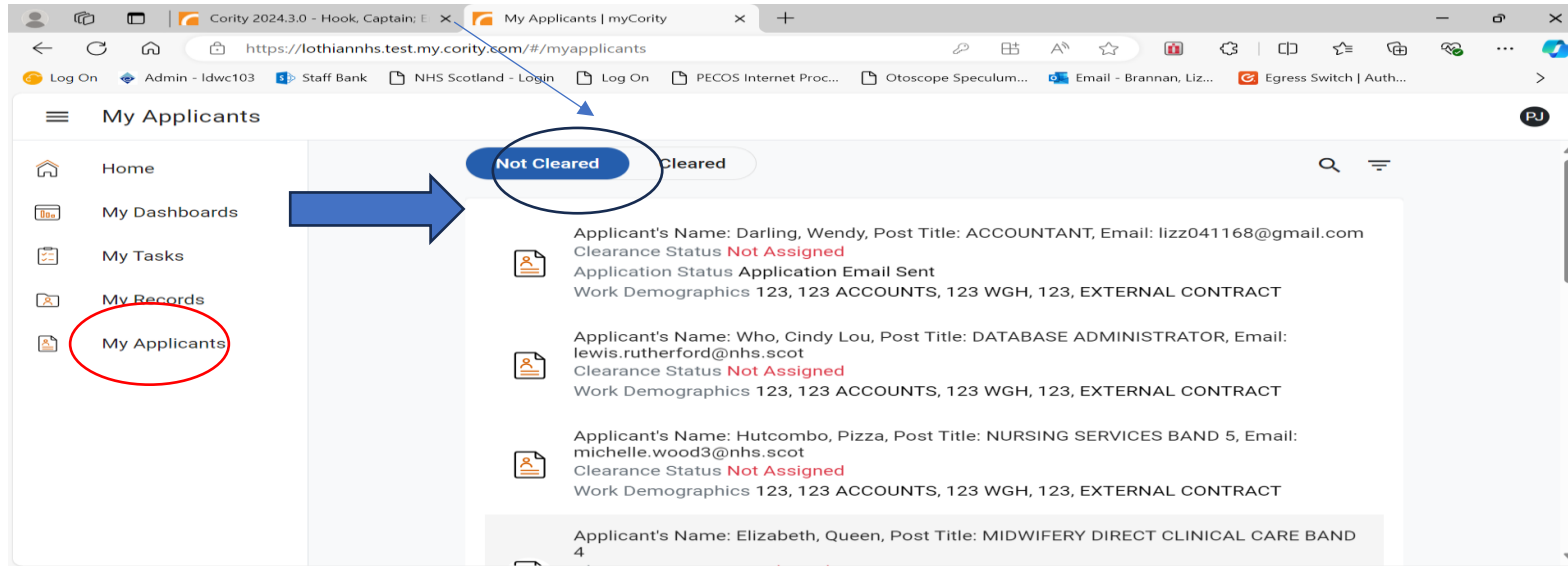 Cority 2024.3.0 - Hook, Captain; E
My Applicants | myCority
https://lothiannhs.test.my.cority.com/#/myapplicants
Log On
Admin - ldwc103
Staff Bank
NHS Scotland - Login
Log On
PECOS Internet Proc...
Otoscope Speculum...
Email - Brannan, Liz...
Egress Switch | Auth...
My Applicants
PJ
Home
My Dashboards
My Tasks
My Records
My Applicants
Not Cleared
Cleared
Applicant's Name: Darling, Wendy, Post Title: ACCOUNTANT, Email: lizz041168@gmail.com
Clearance Status Not Assigned
Application Status Application Email Sent
Work Demographics 123, 123 ACCOUNTS, 123 WGH, 123, EXTERNAL CONTRACT
Applicant's Name: Who, Cindy Lou, Post Title: DATABASE ADMINISTRATOR, Email:
lewis.rutherford@nhs.scot
Clearance Status Not Assigned
Work Demographics 123, 123 ACCOUNTS, 123 WGH, 123, EXTERNAL CONTRACT
Applicant's Name: Hutcombo, Pizza, Post Title: NURSING SERVICES BAND 5, Email:
michelle.wood3@nhs.scot
Clearance Status Not Assigned
Work Demographics 123, 123 ACCOUNTS, 123 WGH, 123, EXTERNAL CONTRACT
Applicant's Name: Elizabeth, Queen, Post Title: MIDWIFERY DIRECT CLINICAL CARE BAND
4